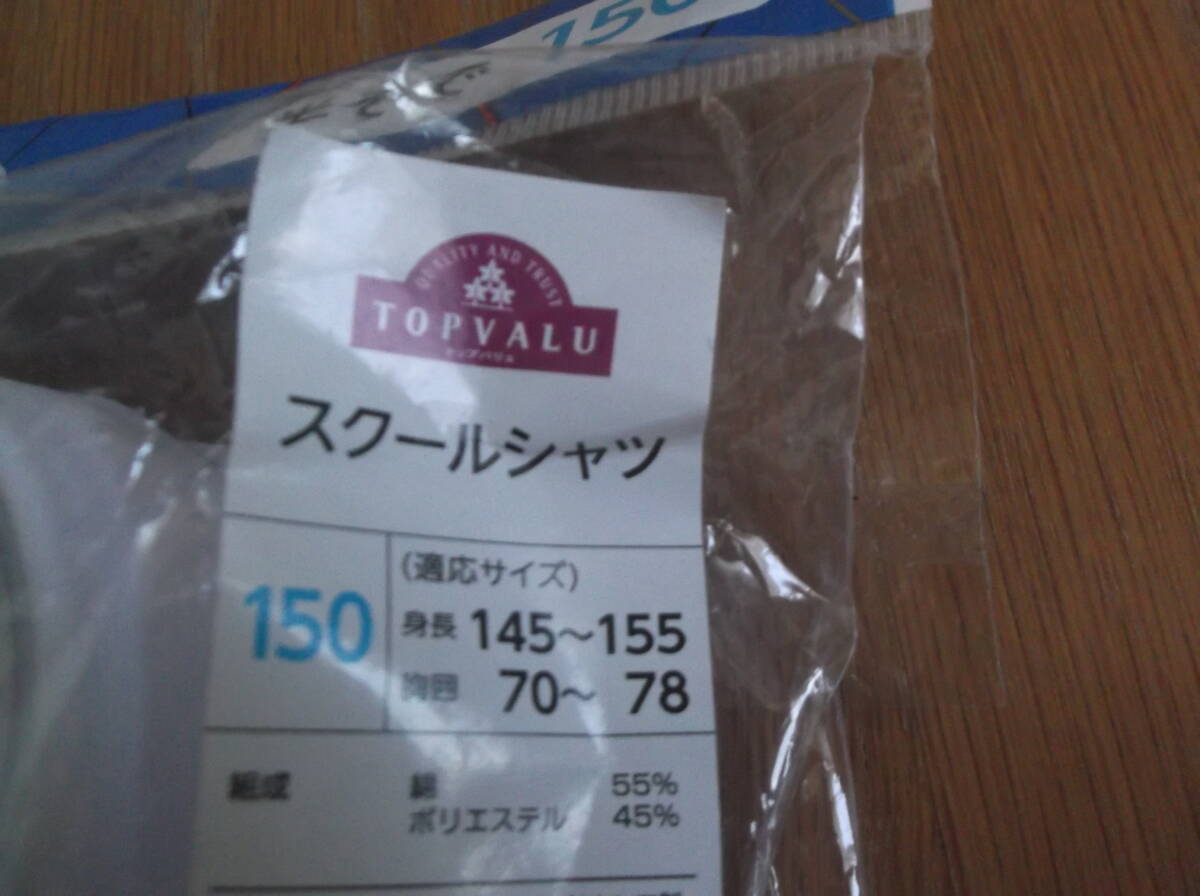 150
QUALITY AND TRUST
TOPVALU
トップバリュ
スクールシャツ
150
(適応サイズ)
身長 145～155
胸囲 70～ 78
組成 綿 55%
ポリエステル 45%